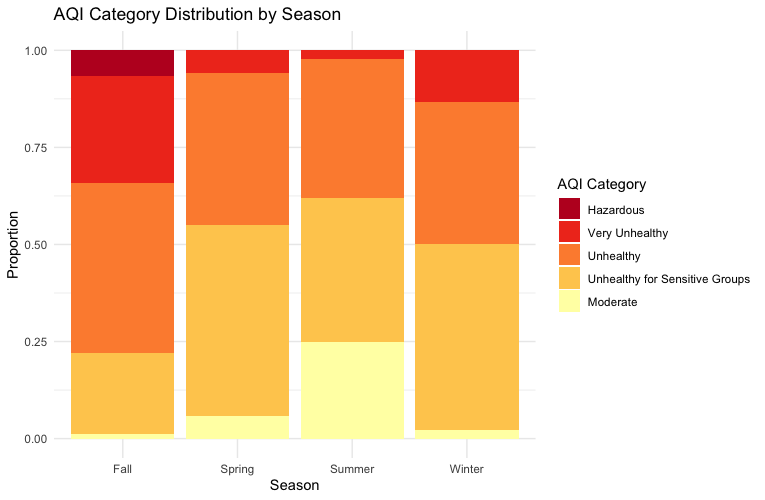 AQI Category Distribution by Season
1.00
0.75
0.50
0.25
0.00
Proportion
Fall Spring Summer Winter
Season
AQI Category
Hazardous
Very Unhealthy
Unhealthy
Unhealthy for Sensitive Groups
Moderate